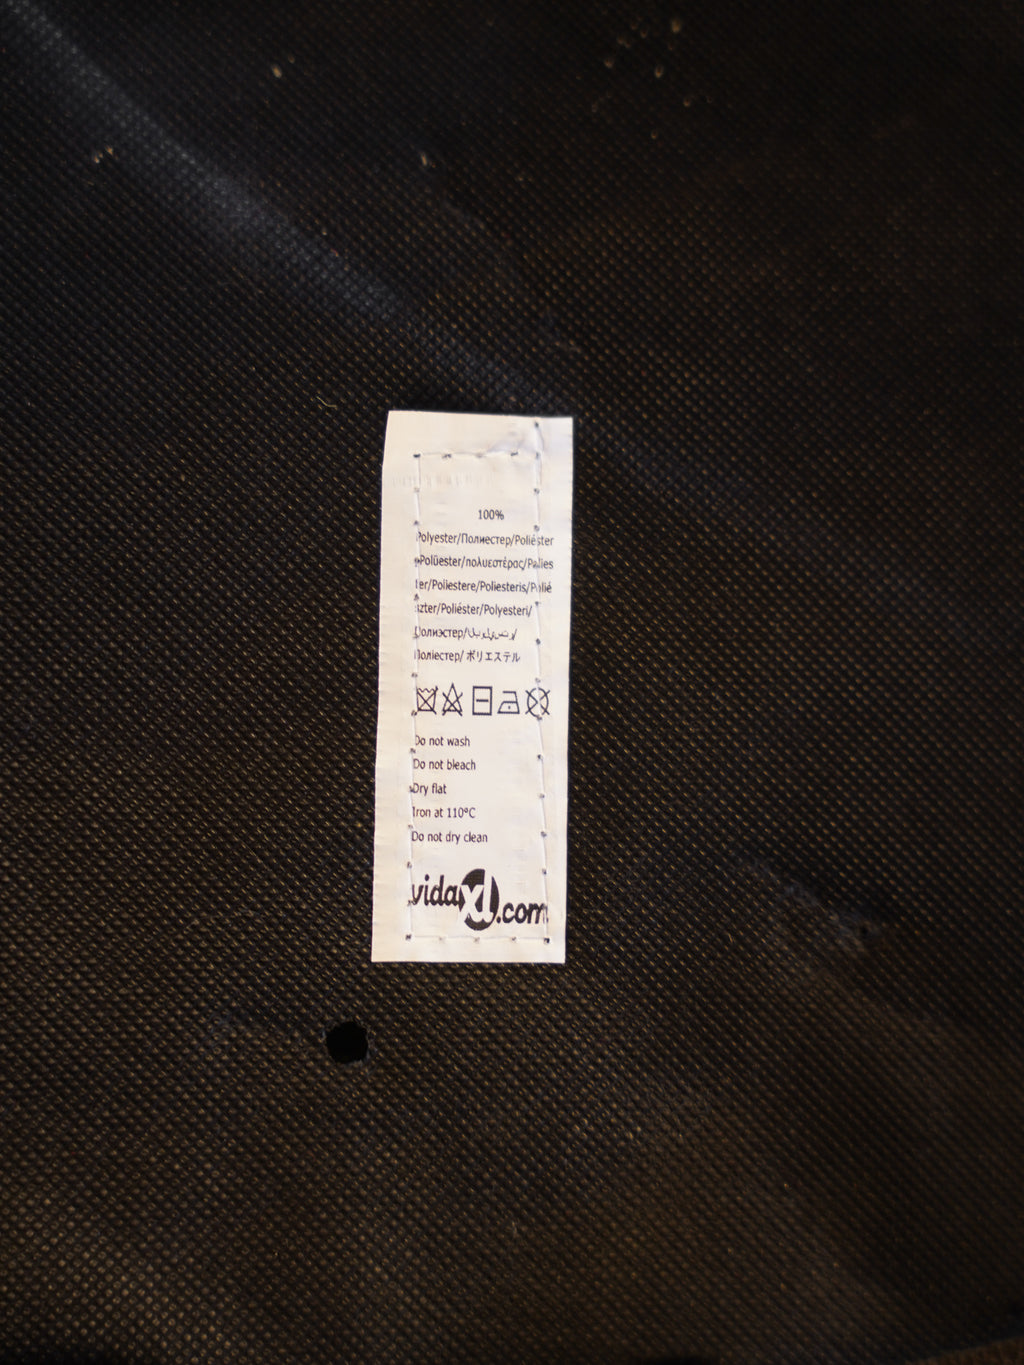 100%
Polyester/Полиестер/Poliéster
Polüester/πολυεστέρας/Polies
ter/Poliestere/Poliesteris/Polié
szter/Poliéster/Polyesteri/
Полиэстер/البوليستر/
Поліестер/ ポリエステル
Do not wash
Do not bleach
Dry flat
Iron at 110°C
Do not dry clean
vidaXL.com